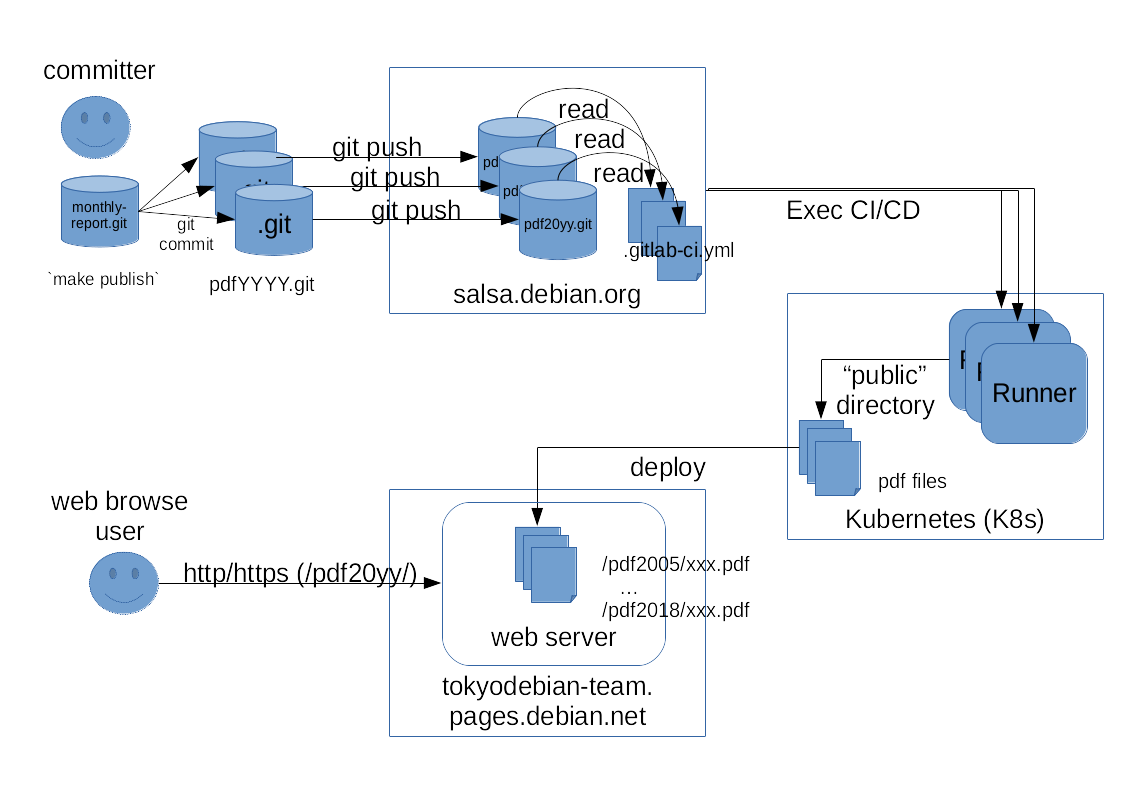 committer
monthly-
report.git
`make publish`
git
commit
.git
pdfYYYY.git
git push
git push
git push
read
read
read
pdf20yy.git
.gitlab-ci.yml
salsa.debian.org
Exec CI/CD
Runner
“public”
directory
pdf files
Kubernetes (K8s)
deploy
web browse
user
http/https (/pdf20yy/)
/pdf2005/xxx.pdf
...
/pdf2018/xxx.pdf
web server
tokyodebian-team.
pages.debian.net